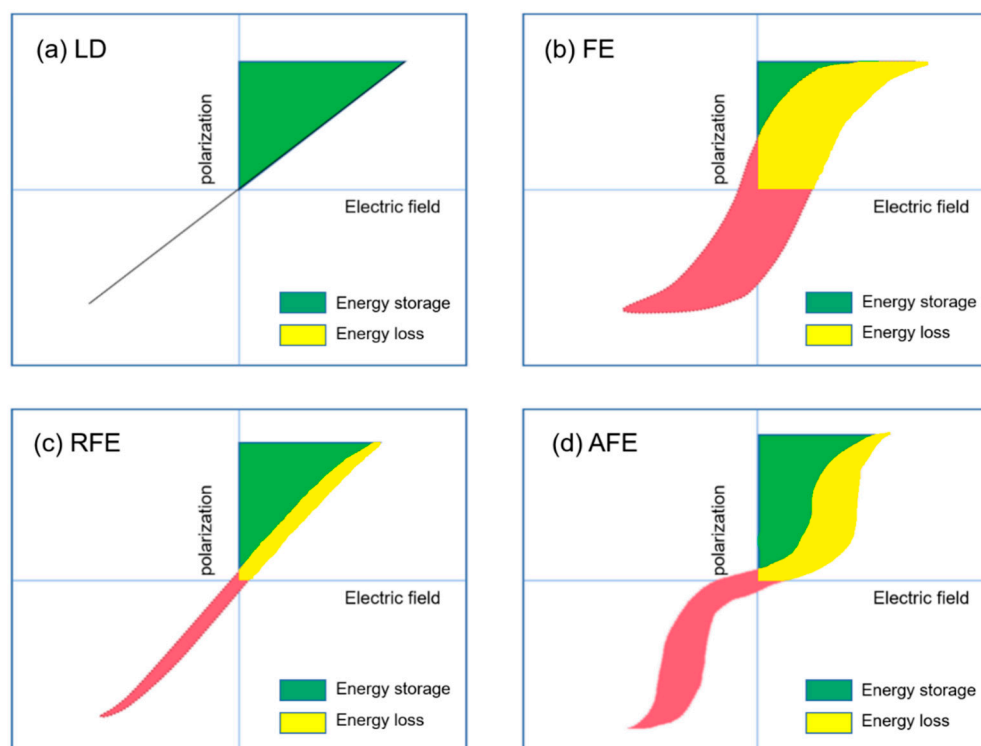 (a) LD
polarization
Electric field
Energy storage
Energy loss
(b) FE
polarization
Electric field
Energy storage
Energy loss
(c) RFE
polarization
Electric field
Energy storage
Energy loss
(d) AFE
polarization
Electric field
Energy storage
Energy loss